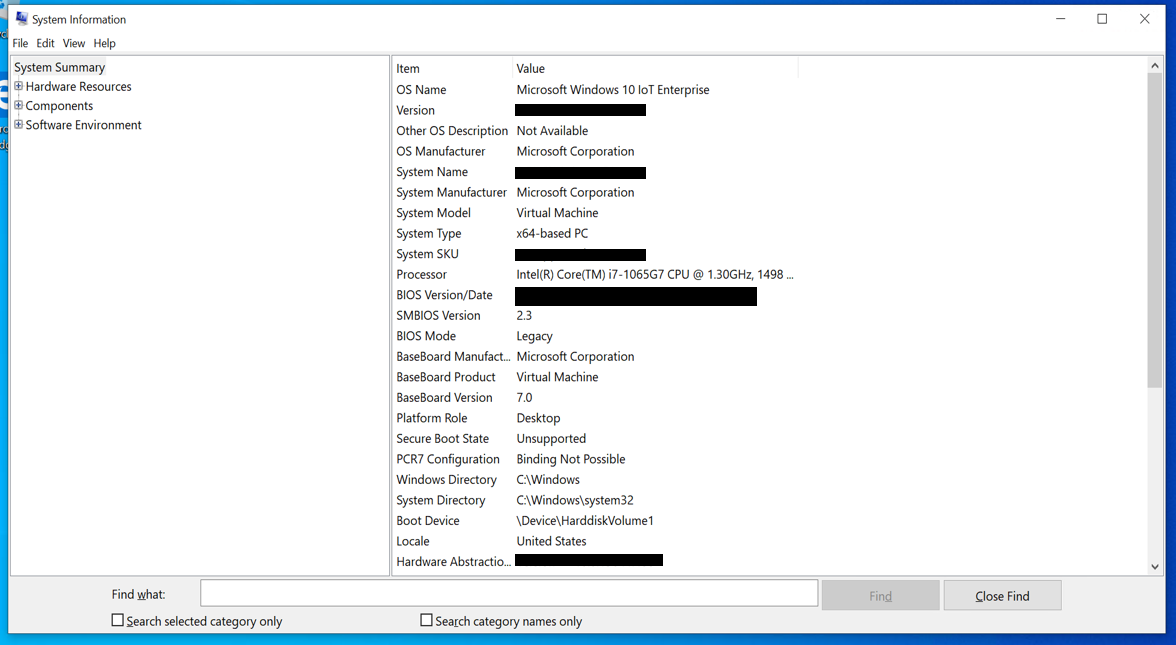 System Information
File Edit View Help
System Summary
Hardware Resources
Components
Software Environment
Item Value
OS Name Microsoft Windows 10 IoT Enterprise
Version
Other OS Description Not Available
OS Manufacturer Microsoft Corporation
System Name
System Manufacturer Microsoft Corporation
System Model Virtual Machine
System Type x64-based PC
System SKU
Processor Intel(R) Core(TM) i7-1065G7 CPU @ 1.30GHz, 1498 ...
BIOS Version/Date
SMBIOS Version 2.3
BIOS Mode Legacy
BaseBoard Manufact... Microsoft Corporation
BaseBoard Product Virtual Machine
BaseBoard Version 7.0
Platform Role Desktop
Secure Boot State Unsupported
PCR7 Configuration Binding Not Possible
Windows Directory C:\Windows
System Directory C:\Windows\system32
Boot Device \Device\HarddiskVolume1
Locale United States
Hardware Abstractio...
Find what: Find Close Find
Search selected category only Search category names only